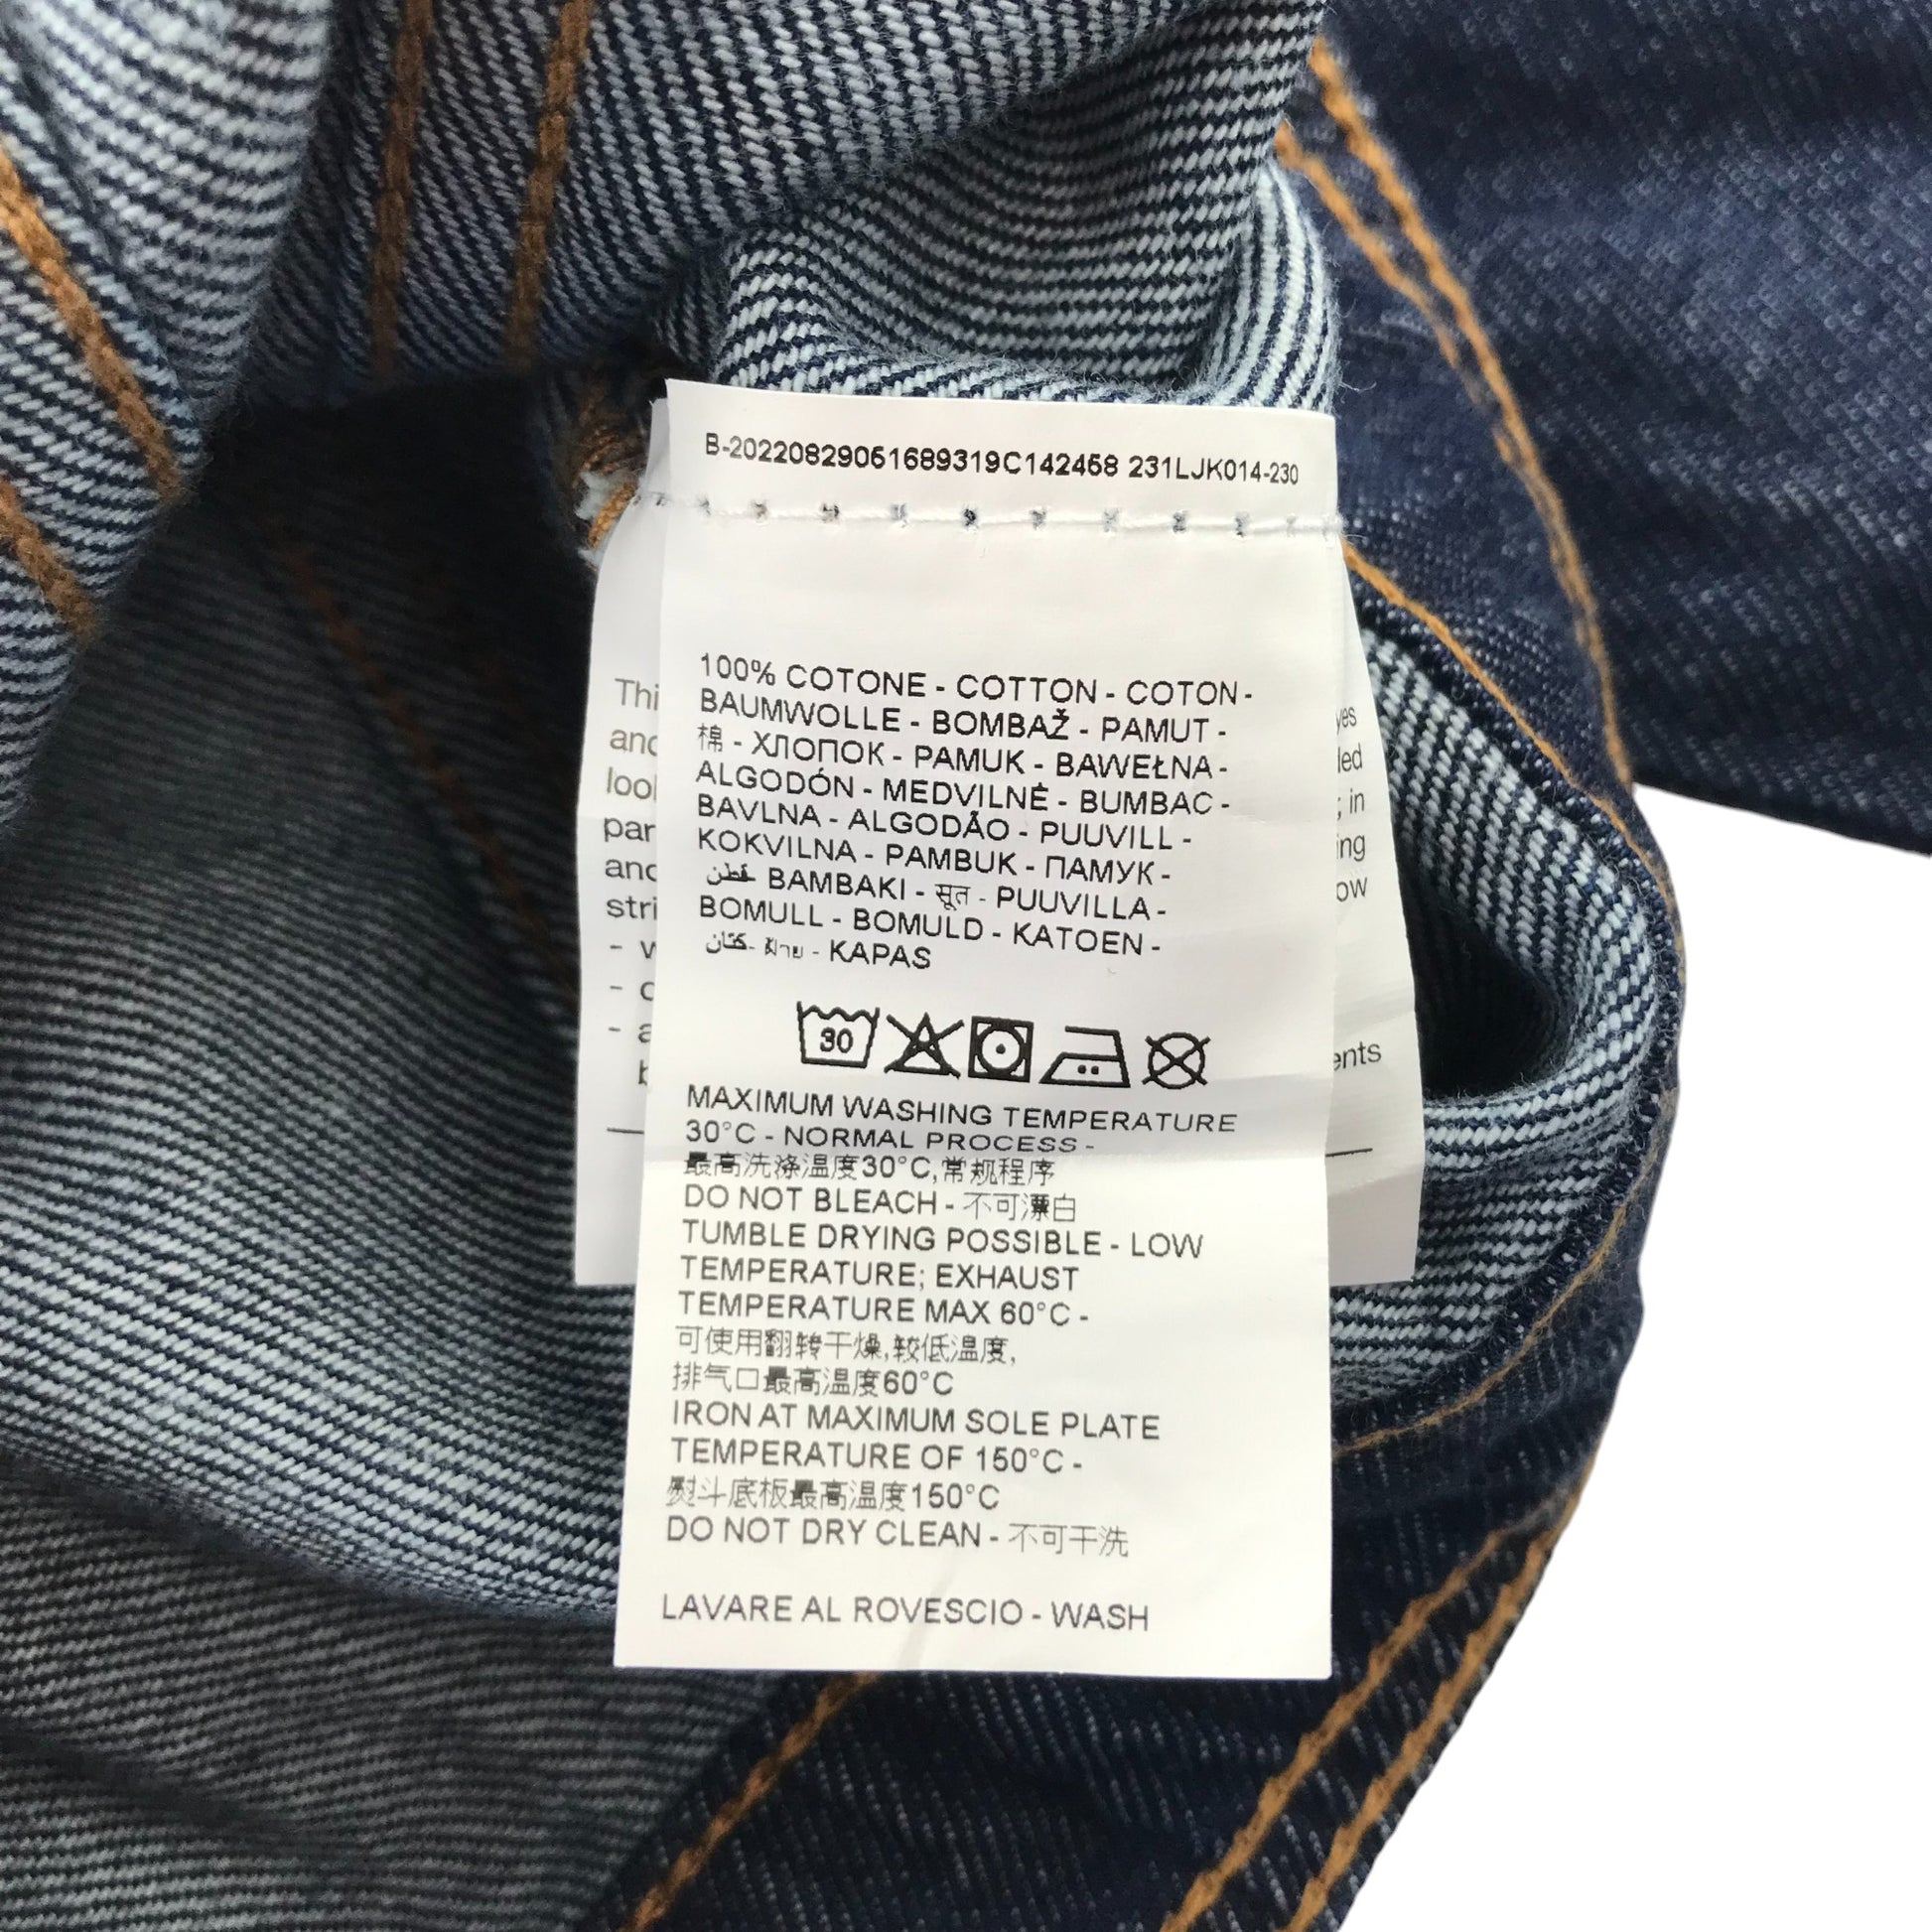 B-20220829051689319C142458 231LJK014-230
100% COTONE - COTTON - COTON -
BAUMWOLLE - BOMBAŽ - PAMUT -
棉 - ХЛОПОК - PAMUK - BAWEŁNA -
ALGODÓN - MEDVILNĖ - BUMBAC -
BAVLNA - ALGODÃO - PUUVILL -
KOKVILNA - PAMBUK - ПАМУК -
قطن BAMBAKI - सूत - PUUVILLA -
BOMULL - BOMULD - KATOEN -
كتان - ฝ้าย - KAPAS
30
MAXIMUM WASHING TEMPERATURE
30°C - NORMAL PROCESS -
最高洗涤温度30°C,常规程序
DO NOT BLEACH - 不可漂白
TUMBLE DRYING POSSIBLE - LOW
TEMPERATURE; EXHAUST
TEMPERATURE MAX 60°C -
可使用翻转干燥,较低温度,
排气口最高温度60°C
IRON AT MAXIMUM SOLE PLATE
TEMPERATURE OF 150°C -
熨斗底板最高温度150°C
DO NOT DRY CLEAN - 不可干洗
LAVARE AL ROVESCIO - WASH